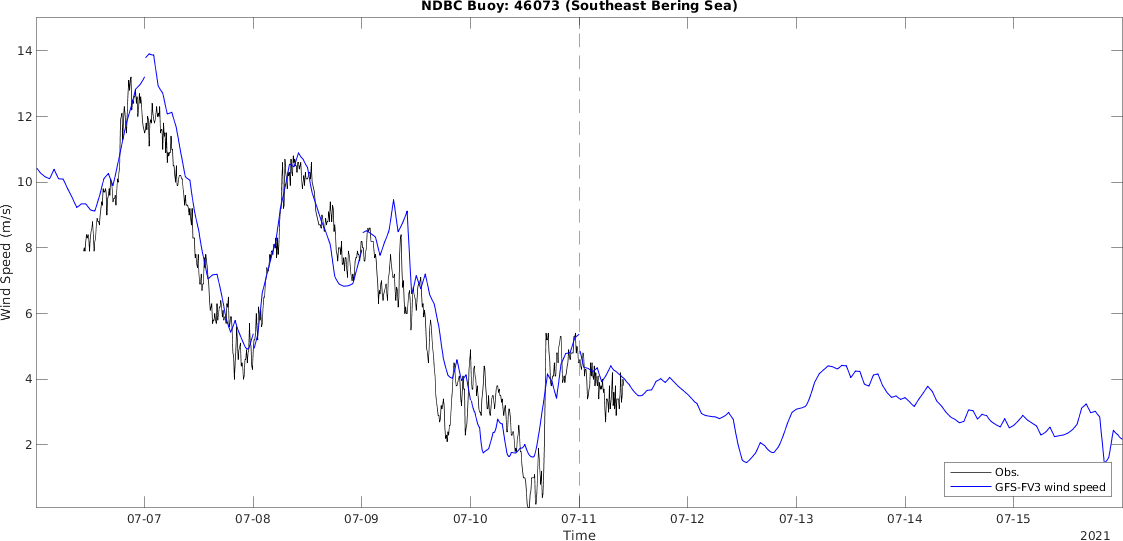 NDBC Buoy: 46073 (Southeast Bering Sea)
Wind Speed (m/s)
14
12
10
8
6
4
2
Obs.
GFS-FV3 wind speed
07-07 07-08 07-09 07-10 07-11 07-12 07-13 07-14 07-15
Time
2021